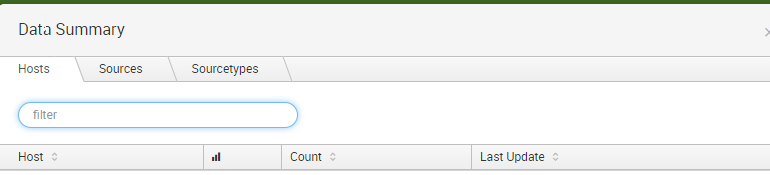 Data Summary
Hosts Sources Sourcetypes
filter
Host Count Last Update